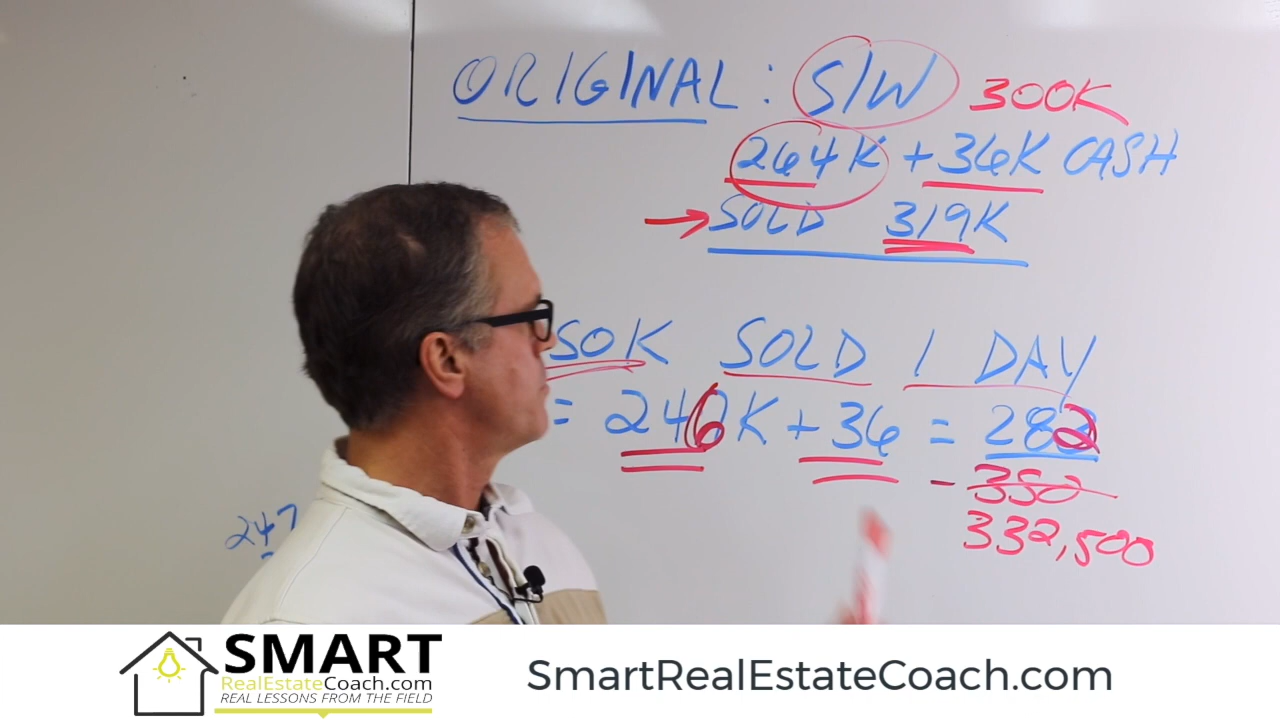 ORIGINAL: S/W 300K
264K + 36K CASH
→ SOLD 319K
50K SOLD 1 DAY
= 246K + 36 = 282
- 350
332,500
247
SMART
RealEstateCoach.com
REAL LESSONS FROM THE FIELD
SmartRealEstateCoach.com